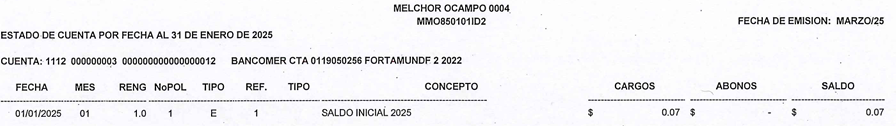 MELCHOR OCAMPO 0004
MMO850101ID2
FECHA DE EMISION: MARZO/25
ESTADO DE CUENTA POR FECHA AL 31 DE ENERO DE 2025
CUENTA: 1112 000000003 000000000000000012 BANCOMER CTA 0119050256 FORTAMUNDF 2 2022
FECHA MES RENG NoPOL TIPO REF. TIPO CONCEPTO CARGOS ABONOS SALDO
01/01/2025 01 1.0 1 E 1 SALDO INICIAL 2025 $ 0.07 $ - $ 0.07